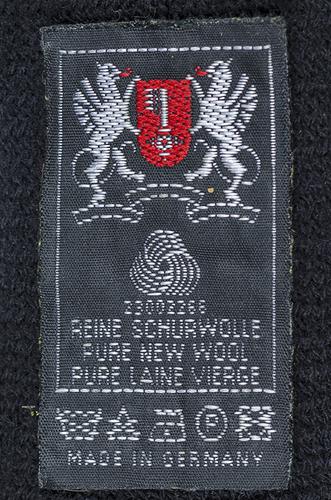 REINE SCHURWOLLE
PURE NEW WOOL
PURE LAINE VIERGE
MADE IN GERMANY